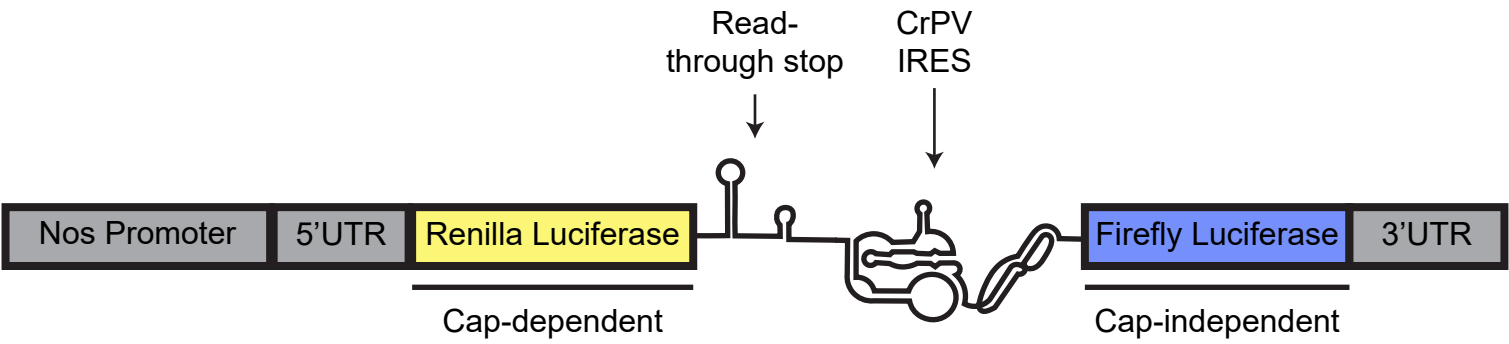 Read-
through stop
CrPV
IRES
Nos Promoter
5’UTR
Renilla Luciferase
Firefly Luciferase
3’UTR
Cap-dependent
Cap-independent